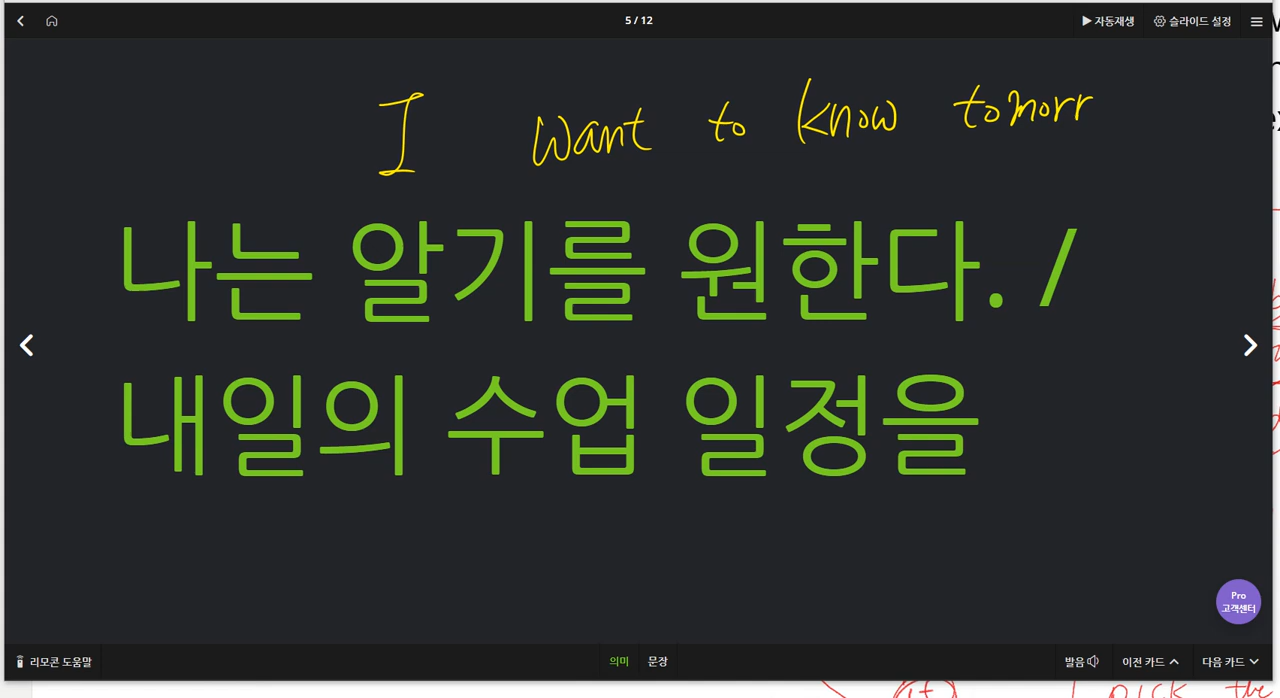 5 / 12
자동재생
슬라이드 설정
I want to know tomorr
나는 알기를 원한다. /
내일의 수업 일정을
Pro
고객센터
리모콘 도움말
의미
문장
발음
이전 카드
다음 카드
pick the